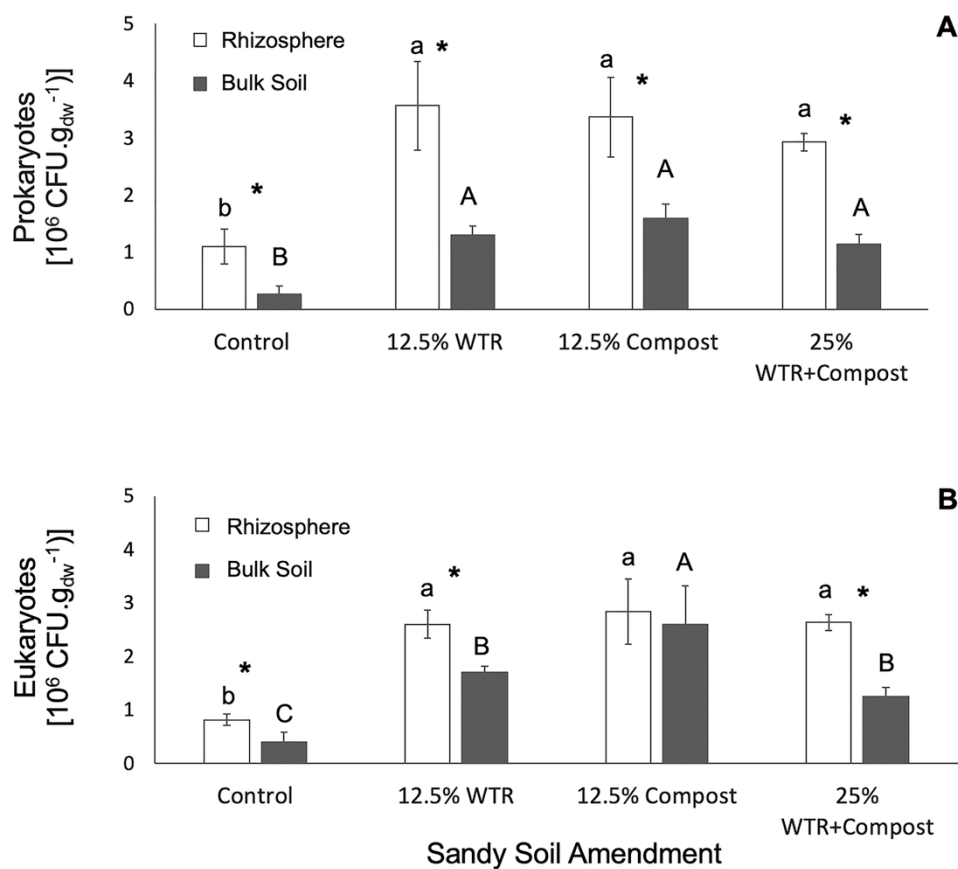 A
Prokaryotes
[10⁶ CFU.g_dw⁻¹)]
5
4
3
2
1
0
Rhizosphere
Bulk Soil
b * B
a * A
a * A
a * A
Control 12.5% WTR 12.5% Compost 25%
WTR+Compost
B
Eukaryotes
[10⁶ CFU.g_dw⁻¹)]
5
4
3
2
1
0
Rhizosphere
Bulk Soil
b * C
a * B
a A
a * B
Control 12.5% WTR 12.5% Compost 25%
WTR+Compost
Sandy Soil Amendment